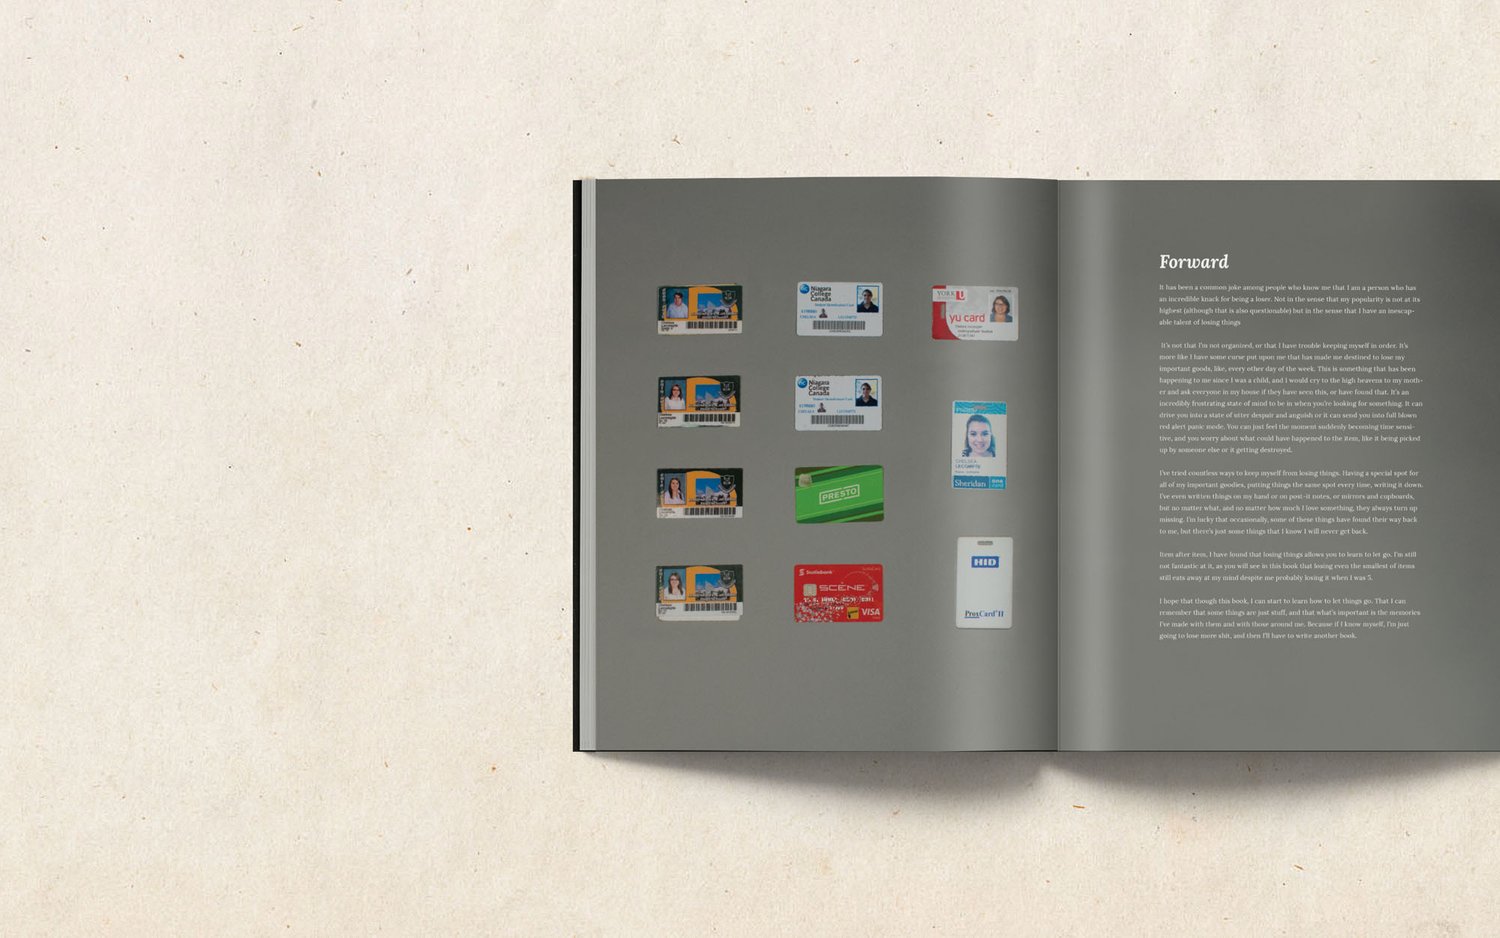 Niagara
College
Canada
Student Identification Card
CHELSEA LECOMPTE
YORK U
yu card
Niagara
College
Canada
Student Identification Card
CHELSEA LECOMPTE
CHELSEA
LECOMPTE
Sheridan one card
PRESTO
Scotiabank
SCENE
VISA
HID
ProxCard II
Forward
It has been a common joke among people who know me that I am a person who has
an incredible knack for being a loser. Not in the sense that my popularity is not at its
highest (although that is also questionable) but in the sense that I have an inescap-
able talent of losing things
It's not that I'm not organized, or that I have trouble keeping myself in order. It's
more like I have some curse put upon me that has made me destined to lose my
important goods, like, every other day of the week. This is something that has been
happening to me since I was a child, and I would cry to the high heavens to my moth-
er and ask everyone in my house if they have seen this, or have found that. It's an
incredibly frustrating state of mind to be in when you're looking for something. It can
drive you into a state of utter despair and anguish or it can send you into full blown
red alert panic mode. You can just feel the moment suddenly becoming time sensi-
tive, and you worry about what could have happened to the item, like it being picked
up by someone else or it getting destroyed.
I've tried countless ways to keep myself from losing things. Having a special spot for
all of my important goodies, putting things the same spot every time, writing it down.
I've even written things on my hand or on post-it notes, or mirrors and cupboards,
but no matter what, and no matter how much I love something, they always turn up
missing. I'm lucky that occasionally, some of these things have found their way back
to me, but there's just some things that I know I will never get back.
Item after item, I have found that losing things allows you to learn to let go. I'm still
not fantastic at it, as you will see in this book that losing even the smallest of items
still eats away at my mind despite me probably losing it when I was 5.
I hope that though this book, I can start to learn how to let things go. That I can
remember that some things are just stuff, and that what's important is the memories
I've made with them and with those around me. Because if I know myself, I'm just
going to lose more shit, and then I'll have to write another book.